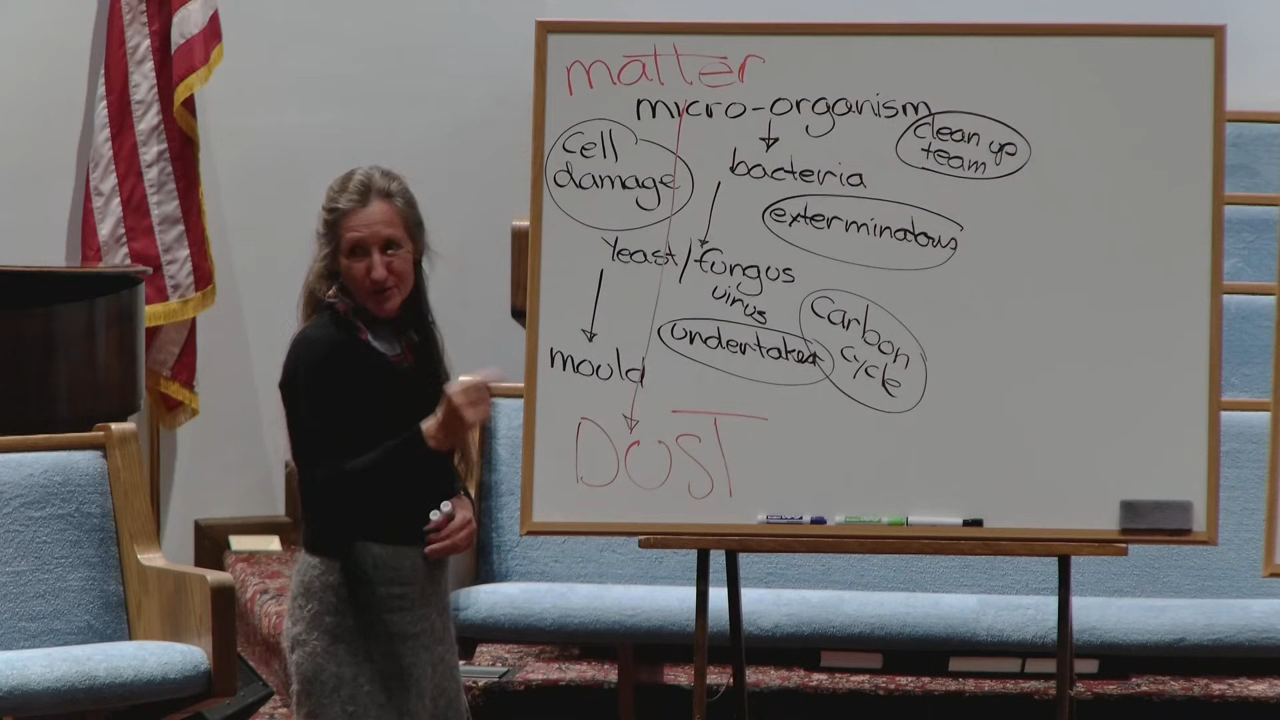 matter
micro-organism
clean up
team
cell
damage
bacteria
exterminators
Yeast/fungus
virus
undertaker
Carbon
cycle
mould
DUST